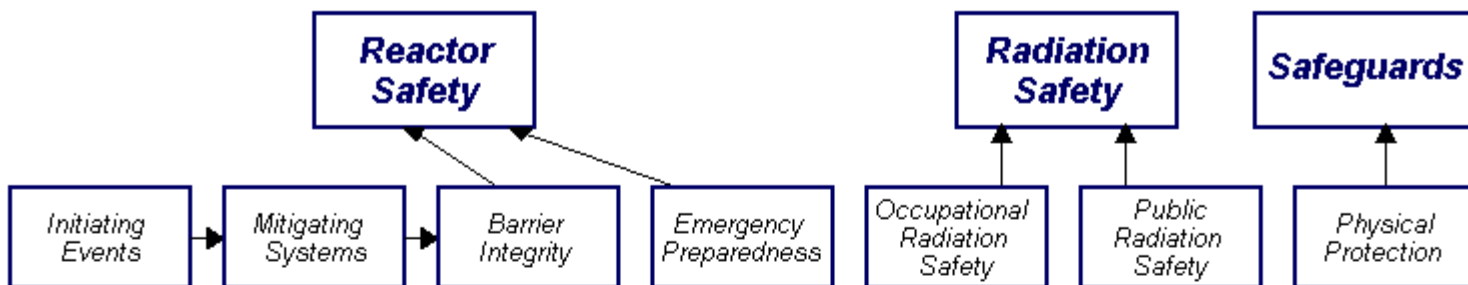 Reactor
Safety
Radiation
Safety
Safeguards
Initiating
Events
Mitigating
Systems
Barrier
Integrity
Emergency
Preparedness
Occupational
Radiation
Safety
Public
Radiation
Safety
Physical
Protection